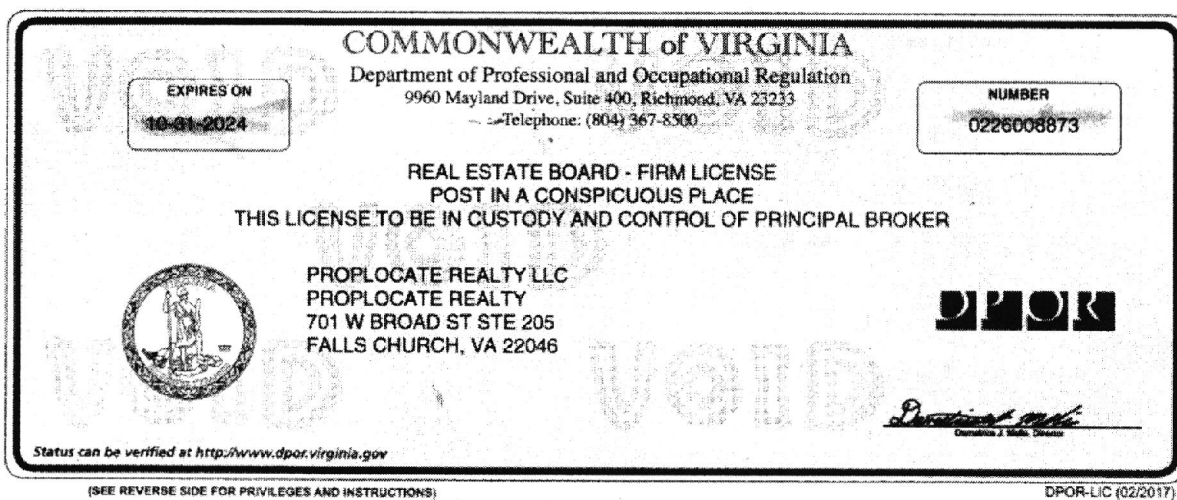 COMMONWEALTH of VIRGINIA
Department of Professional and Occupational Regulation
9960 Mayland Drive, Suite 400, Richmond, VA 23233
Telephone: (804) 367-8500
EXPIRES ON
10-31-2024
NUMBER
0226008873
REAL ESTATE BOARD - FIRM LICENSE
POST IN A CONSPICUOUS PLACE
THIS LICENSE TO BE IN CUSTODY AND CONTROL OF PRINCIPAL BROKER
PROPLOCATE REALTY LLC
PROPLOCATE REALTY
701 W BROAD ST STE 205
FALLS CHURCH, VA 22046
DPOR
Status can be verified at http://www.dpor.virginia.gov
(SEE REVERSE SIDE FOR PRIVILEGES AND INSTRUCTIONS)
DPOR-LIC (02/2017)